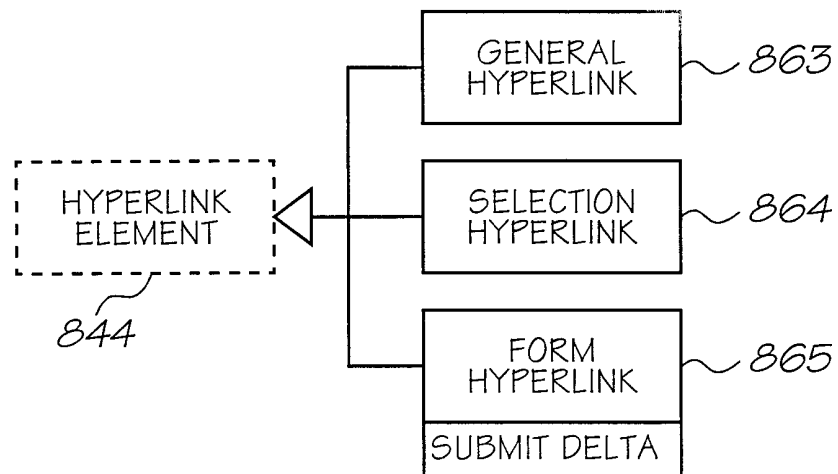 GENERAL
HYPERLINK
863
HYPERLINK
ELEMENT
844
SELECTION
HYPERLINK
864
FORM
HYPERLINK
865
SUBMIT DELTA